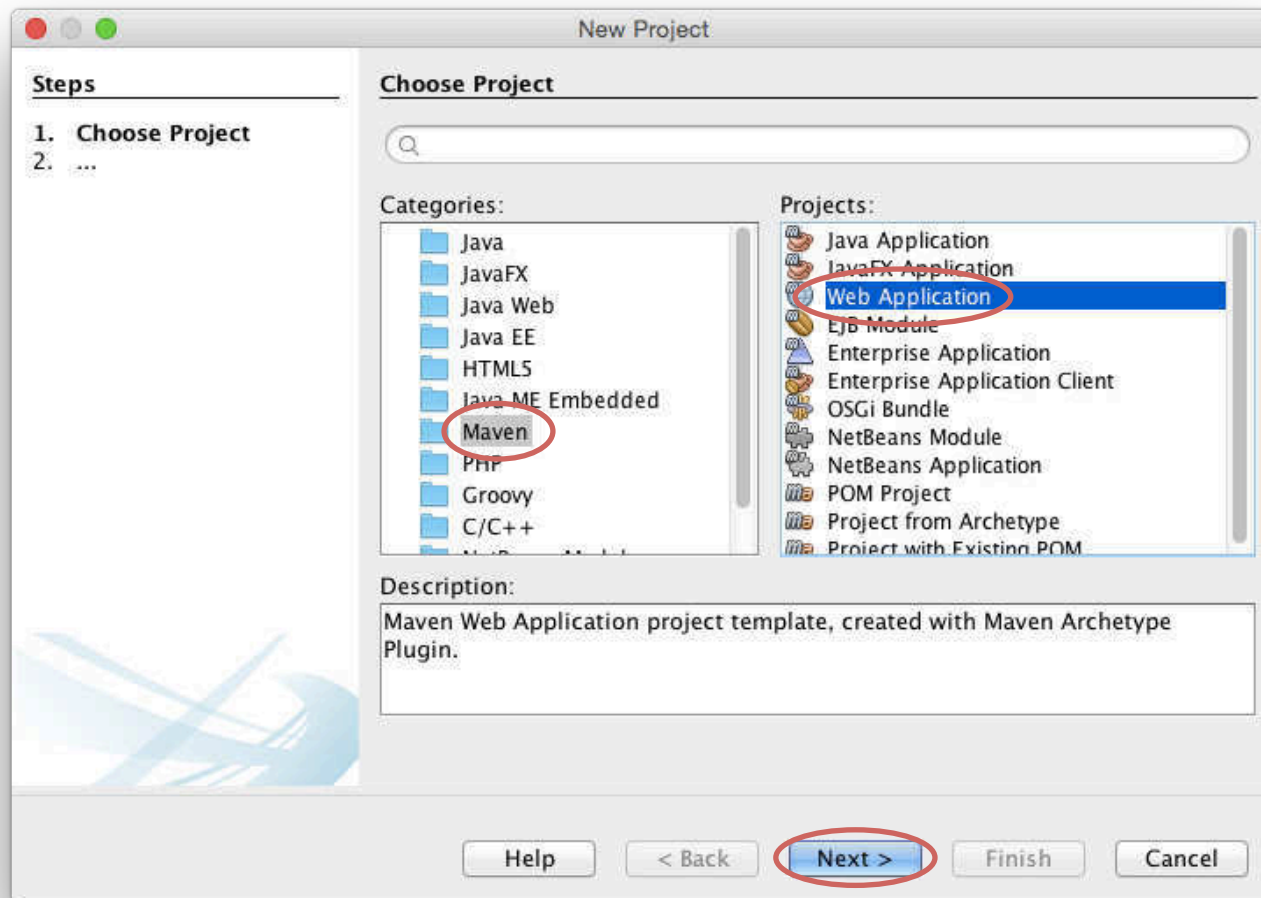 New Project
Steps
1. Choose Project
2. ...
Choose Project
Categories:
Java
JavaFX
Java Web
Java EE
HTML5
Java ME Embedded
Maven
PHP
Groovy
C/C++
Projects:
Java Application
JavaFX Application
Web Application
EJB Module
Enterprise Application
Enterprise Application Client
OSGi Bundle
NetBeans Module
NetBeans Application
POM Project
Project from Archetype
Project with Existing POM
Description:
Maven Web Application project template, created with Maven Archetype
Plugin.
Help
< Back
Next >
Finish
Cancel